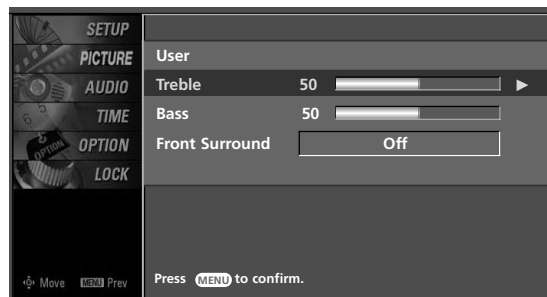 SETUP
PICTURE
AUDIO
TIME
OPTION
LOCK
Move MENU Prev
User
Treble 50
Bass 50
Front Surround Off
Press MENU to confirm.